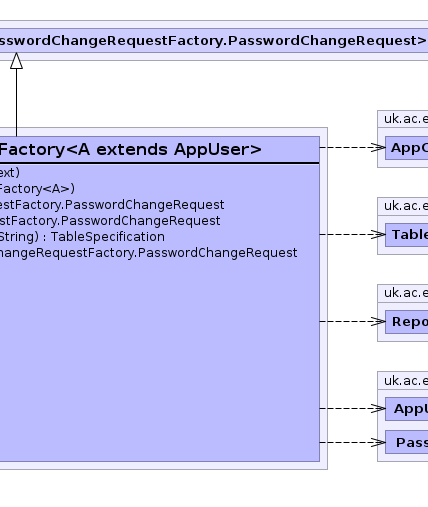 sswordChangeRequestFactory.PasswordChangeRequest>
Factory<A extends AppUser>
ext)
Factory<A>)
estFactory.PasswordChangeRequest
stFactory.PasswordChangeRequest
String) : TableSpecification
hangeRequestFactory.PasswordChangeRequest
uk.ac.e
AppC
uk.ac.e
Table
uk.ac.e
Repo
uk.ac.e
AppU
Pass